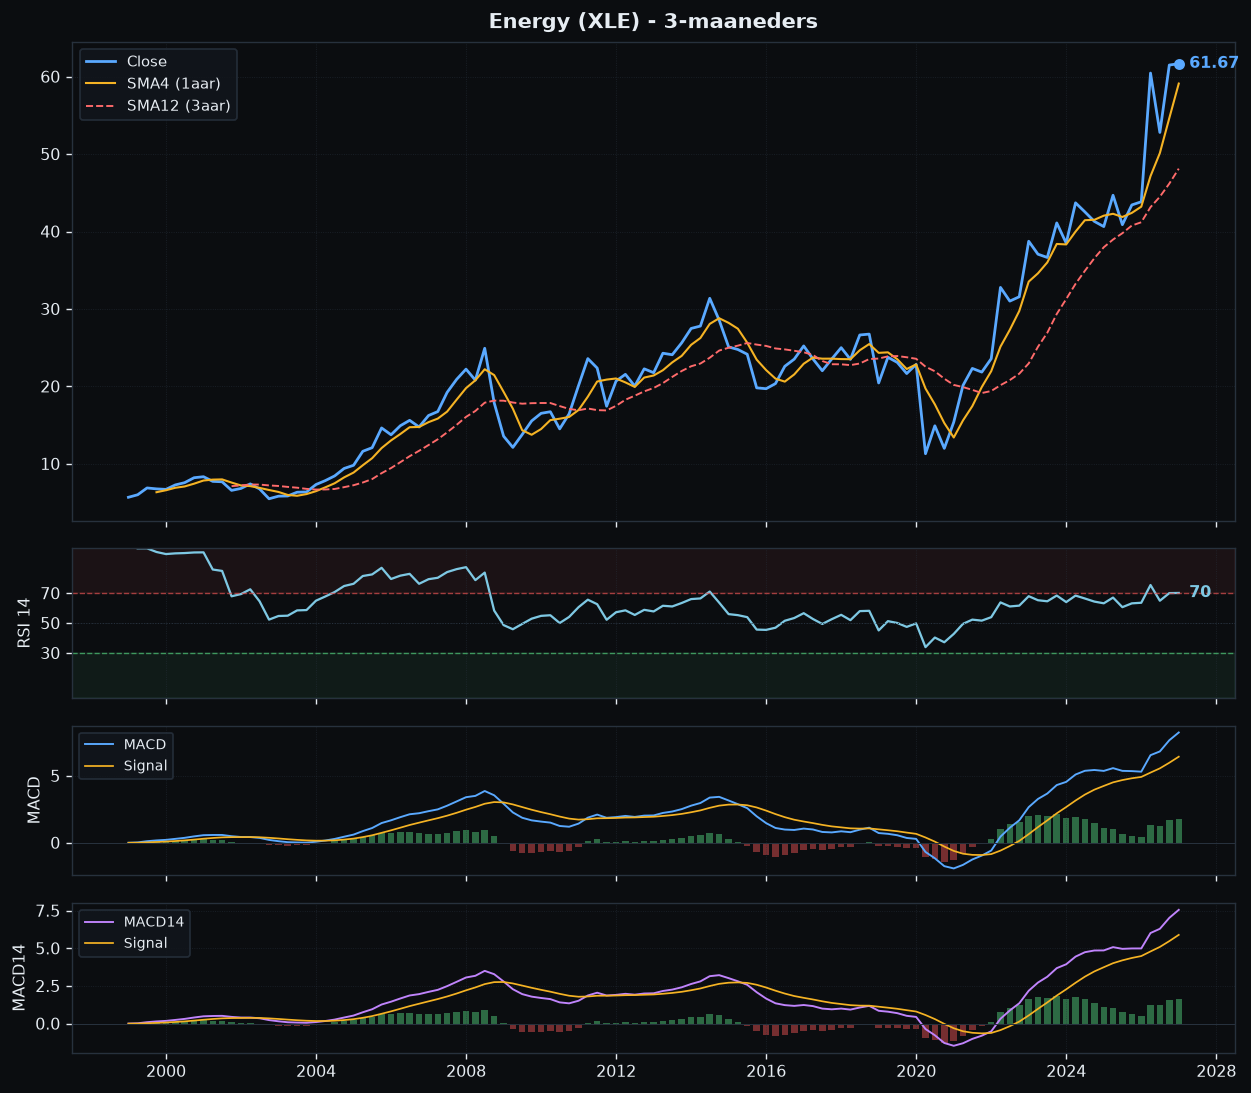 Energy (XLE) - 3-maaneders
Close
SMA4 (1aar)
SMA12 (3aar)
61.67
60
50
40
30
20
10
RSI 14
70
50
30
70
MACD
MACD
Signal
5
0
MACD14
MACD14
Signal
7.5
5.0
2.5
0.0
2000 2004 2008 2012 2016 2020 2024 2028